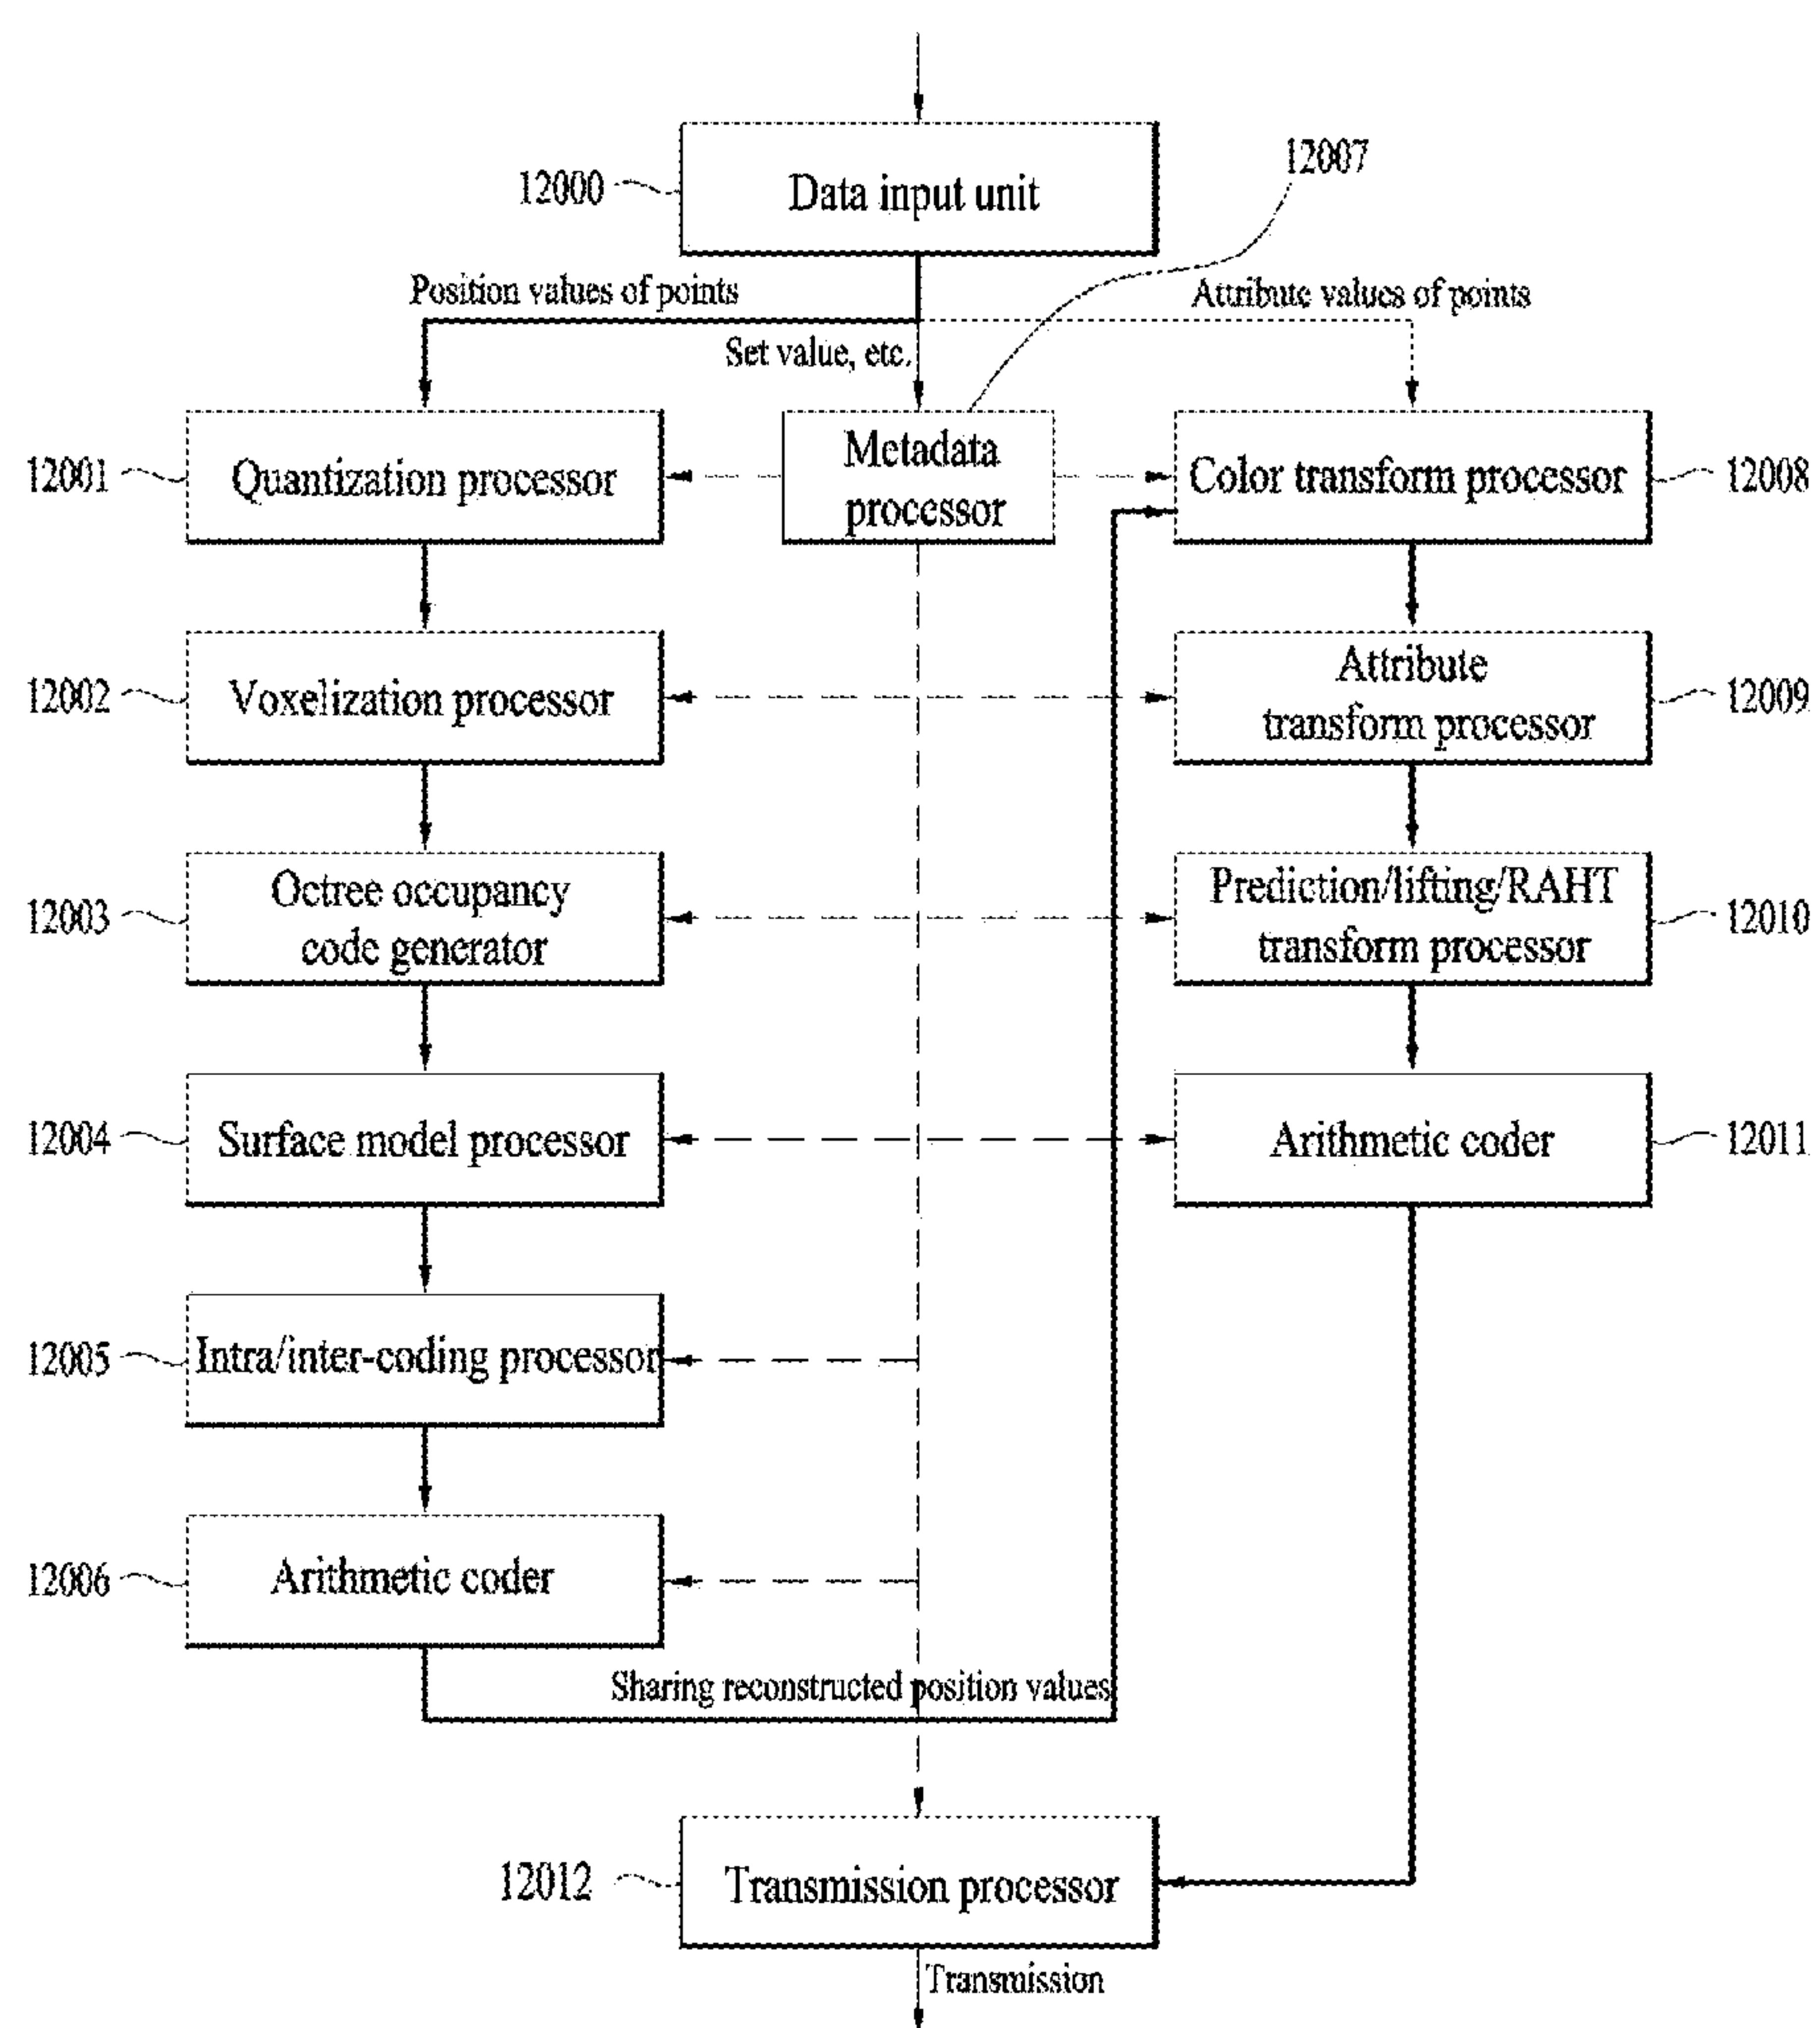 12000
Data input unit
12007
Position values of points
Set value, etc.
Attribute values of points
12001
Quantization processor
Metadata
processor
Color transform processor
12008
12002
Voxelization processor
Attribute
transform processor
12009
12003
Octree occupancy
code generator
Prediction/lifting/RAHT
transform processor
12010
12004
Surface model processor
Arithmetic coder
12011
12005
Intra/inter-coding processor
12006
Arithmetic coder
Sharing reconstructed position values
12012
Transmission processor
Transmission